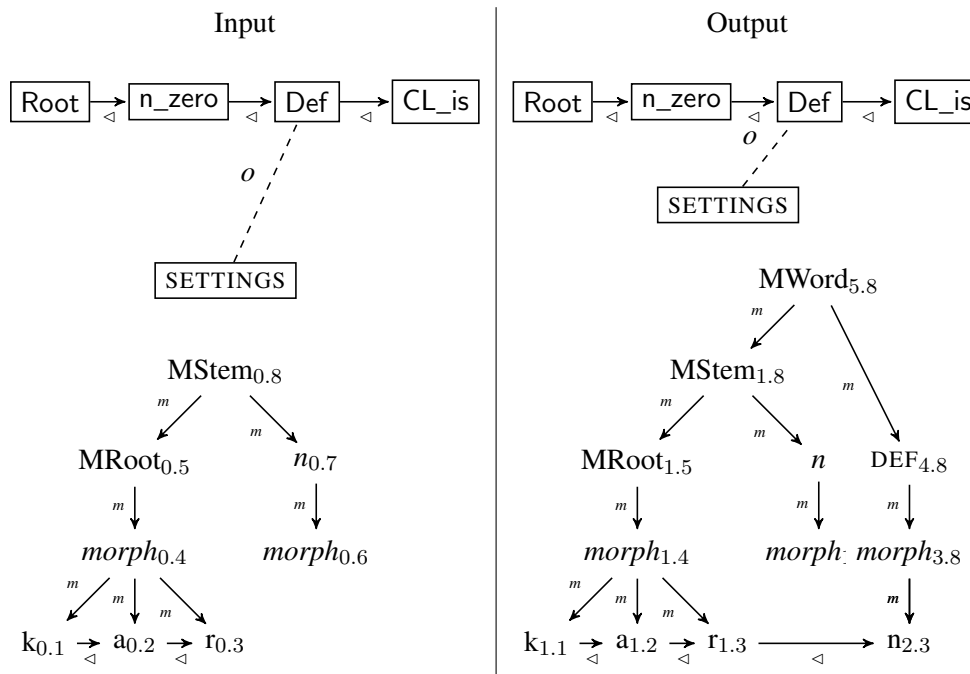 Input Output
Root n_zero Def CL_is Root n_zero Def CL_is
◁ ◁ ◁ ◁ ◁ ◁
o o
SETTINGS
SETTINGS
MWord5.8
m
MStem0.8 MStem1.8
m m m m m
MRoot0.5 n0.7 MRoot1.5 n DEF4.8
m m m m m
morph0.4 morph0.6 morph1.4 morph morph3.8
m m m m m m m
k0.1 a0.2 r0.3 k1.1 a1.2 r1.3 n2.3
◁ ◁ ◁ ◁ ◁